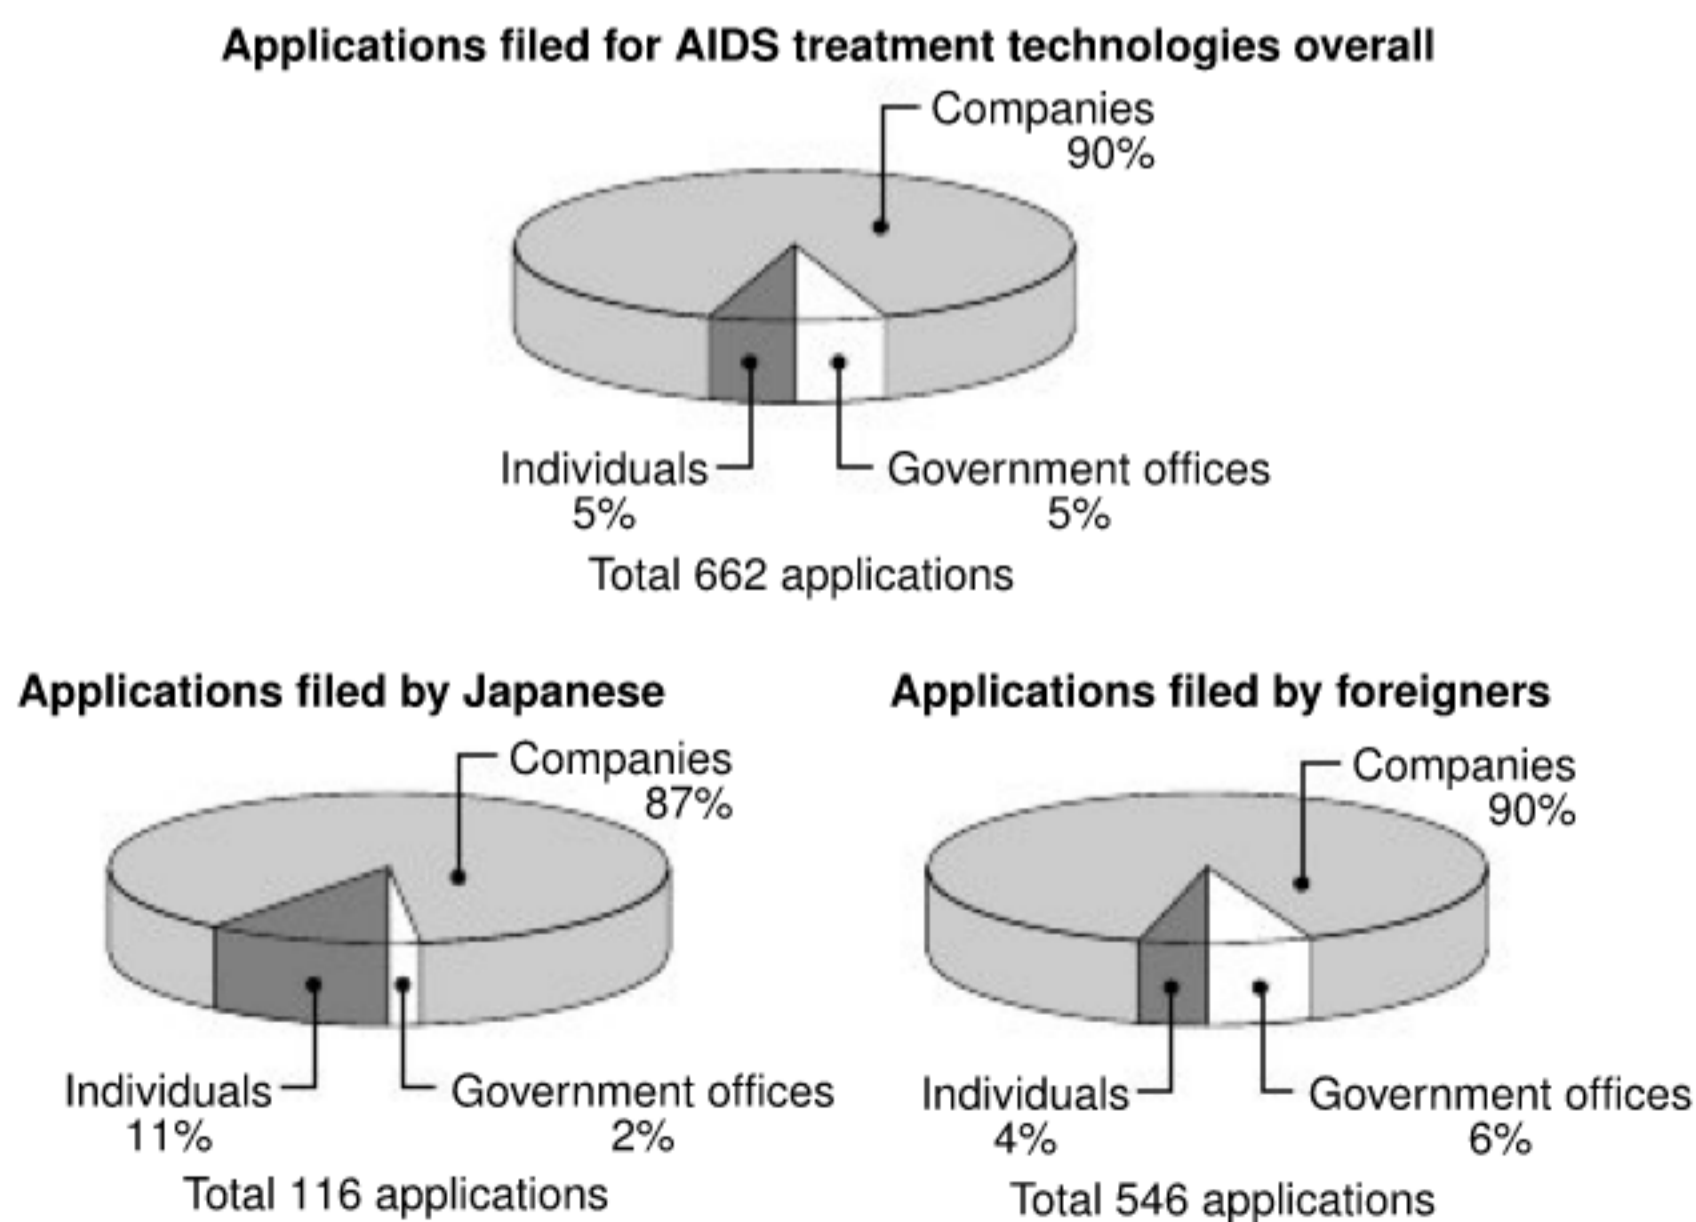 Applications filed for AIDS treatment technologies overall
Companies
90%
Individuals
5%
Government offices
5%
Total 662 applications
Applications filed by Japanese
Companies
87%
Individuals
11%
Government offices
2%
Total 116 applications
Applications filed by foreigners
Companies
90%
Individuals
4%
Government offices
6%
Total 546 applications